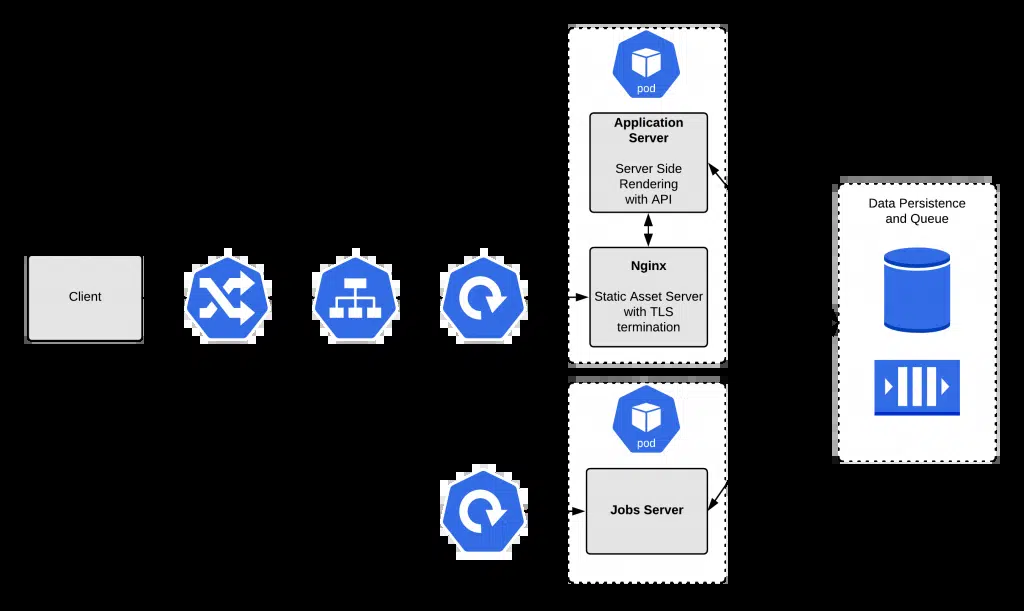 Client
pod
Application
Server
Server Side
Rendering
with API
Nginx
Static Asset Server
with TLS
termination
pod
Jobs Server
Data Persistence
and Queue